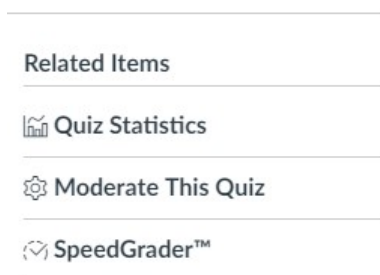 Related Items
Quiz Statistics
Moderate This Quiz
SpeedGrader™